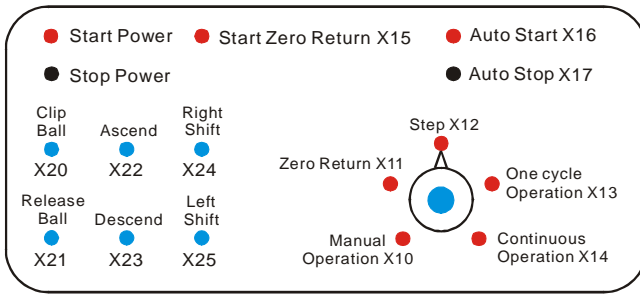 Start Power
Start Zero Return X15
Auto Start X16
Stop Power
Auto Stop X17
Clip
Ball
X20
Ascend
X22
Right
Shift
X24
Release
Ball
X21
Descend
X23
Left
Shift
X25
Step X12
Zero Return X11
One cycle
Operation X13
Manual
Operation X10
Continuous
Operation X14